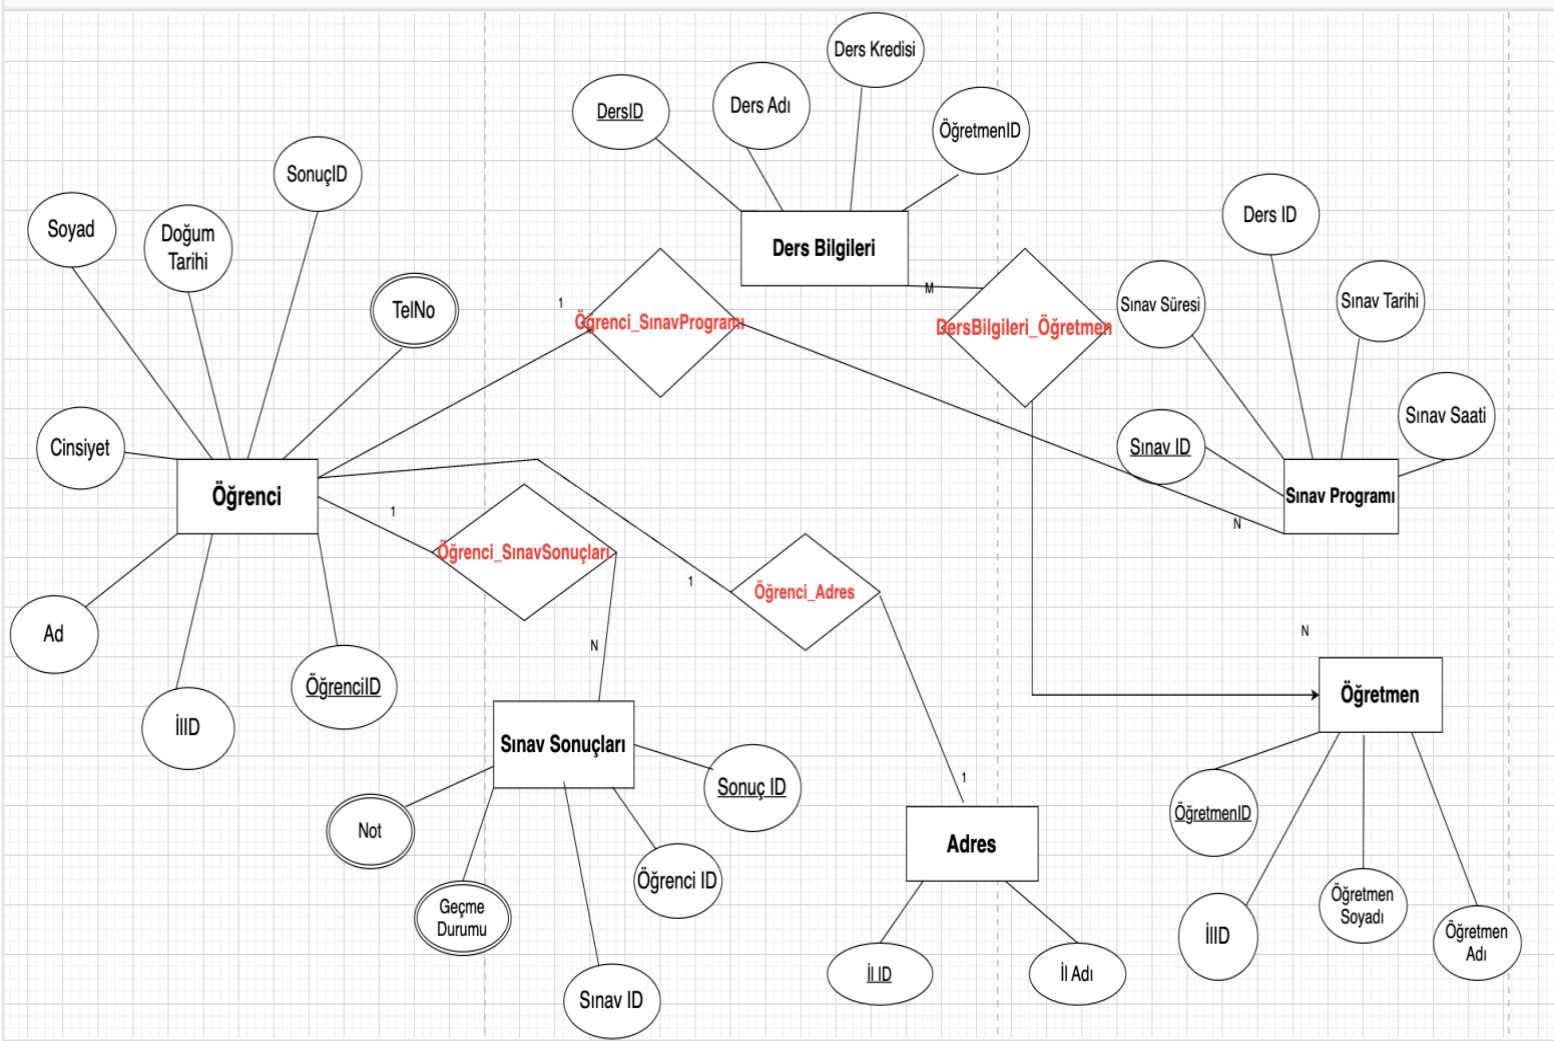 Ders Kredisi
DersID
Ders Adı
ÖğretmenID
SonuçID
Soyad
Doğum
Tarihi
TelNo
Ders Bilgileri
Ders ID
Sınav Süresi
Sınav Tarihi
M
1
Öğrenci_SınavProgramı
DersBilgileri_Öğretmen
Sınav Saati
Cinsiyet
Sınav ID
Öğrenci
Sınav Programı
1
N
Öğrenci_SınavSonuçları
1
Öğrenci_Adres
Ad
N
N
ÖğrenciID
İlID
Öğretmen
Sınav Sonuçları
Sonuç ID
1
ÖğretmenID
Not
Adres
Öğrenci ID
Geçme
Durumu
Öğretmen
Soyadı
İlID
Öğretmen
Adı
İl ID
İl Adı
Sınav ID